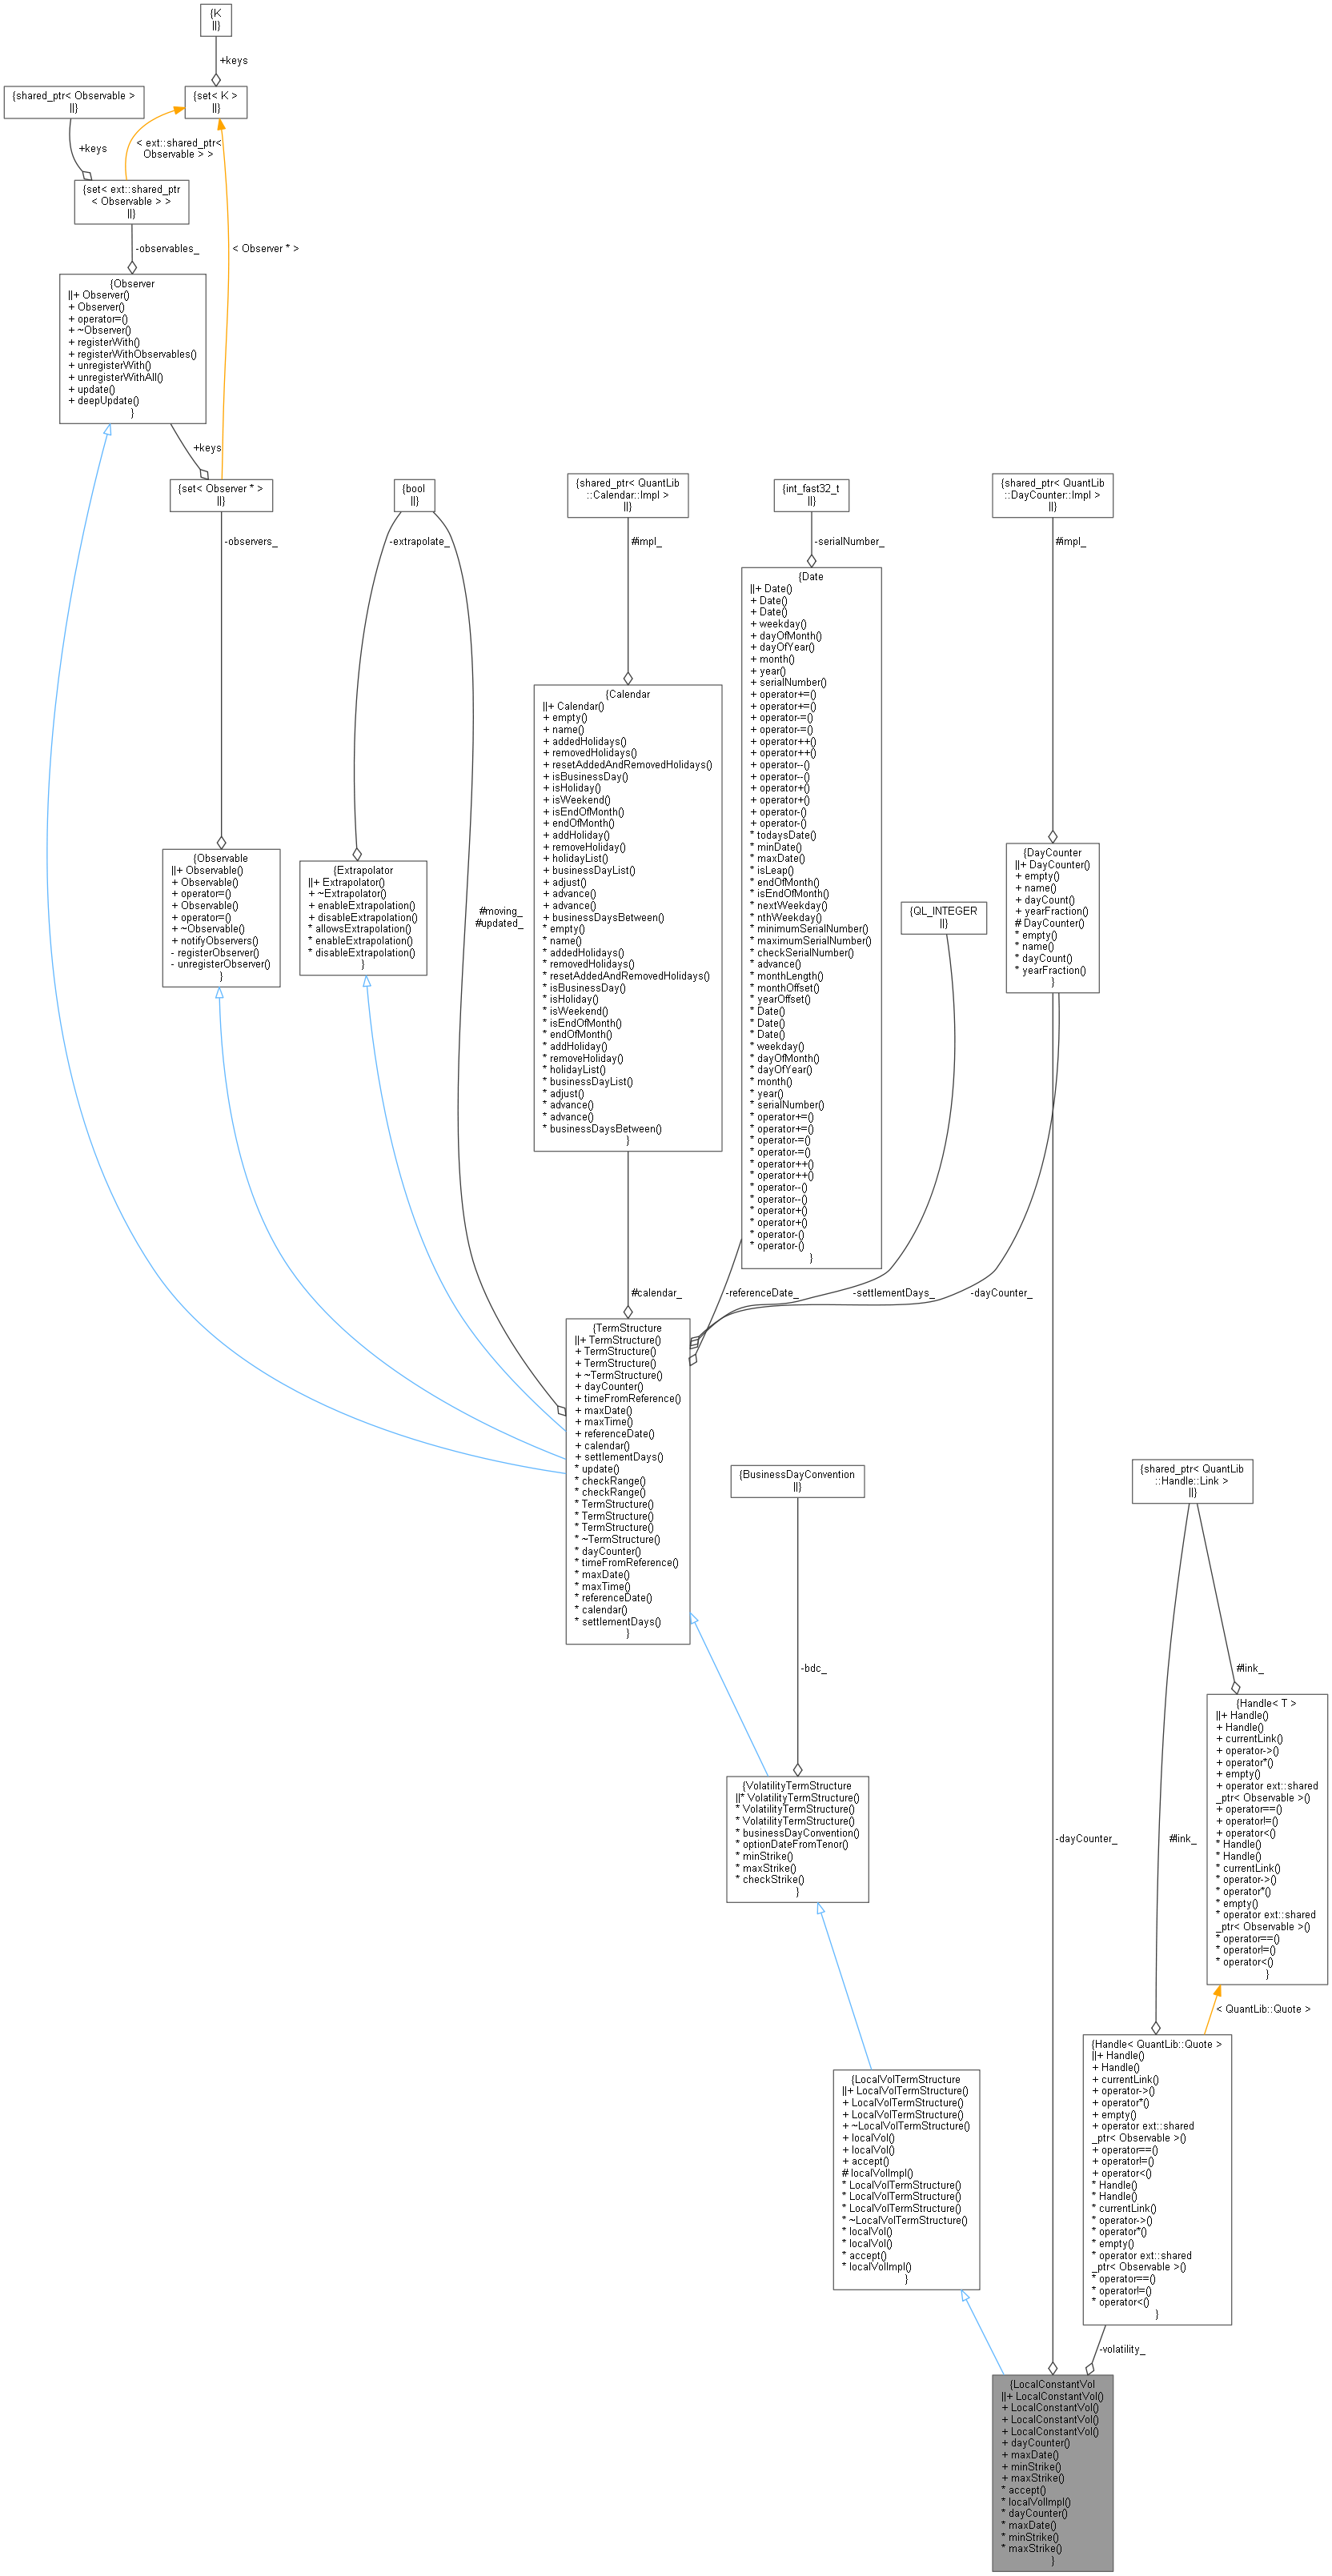 {K
||}
+keys
{shared_ptr< Observable >
||}
{set< K >
||}
+keys
< ext::shared_ptr<
Observable > >
{set< ext::shared_ptr
< Observable > >
||}
-observables_
< Observer * >
{Observer
||+ Observer()
+ Observer()
+ operator=()
+ ~Observer()
+ registerWith()
+ registerWithObservables()
+ unregisterWith()
+ unregisterWithAll()
+ update()
+ deepUpdate()
}
+keys
{set< Observer * >
||}
-observers_
{bool
||}
-extrapolate_
{shared_ptr< QuantLib
::Calendar::Impl >
||}
#impl_
{int_fast32_t
||}
-serialNumber_
{shared_ptr< QuantLib
::DayCounter::Impl >
||}
#impl_
{Date
||+ Date()
+ Date()
+ Date()
+ weekday()
+ dayOfMonth()
+ dayOfYear()
+ month()
+ year()
+ serialNumber()
+ operator+=()
+ operator+=()
+ operator-=()
+ operator-=()
+ operator++()
+ operator++()
+ operator--()
+ operator--()
+ operator+()
+ operator+()
+ operator-()
+ operator-()
* todaysDate()
* minDate()
* maxDate()
* isLeap()
* endOfMonth()
* isEndOfMonth()
* nextWeekday()
* nthWeekday()
* minimumSerialNumber()
* maximumSerialNumber()
* checkSerialNumber()
* advance()
* monthLength()
* monthOffset()
* yearOffset()
* Date()
* Date()
* Date()
* weekday()
* dayOfMonth()
* dayOfYear()
* month()
* year()
* serialNumber()
* operator+=()
* operator+=()
* operator-=()
* operator-=()
* operator++()
* operator++()
* operator--()
* operator--()
* operator+()
* operator+()
* operator-()
* operator-()
}
{Calendar
||+ Calendar()
+ empty()
+ name()
+ addedHolidays()
+ removedHolidays()
+ resetAddedAndRemovedHolidays()
+ isBusinessDay()
+ isHoliday()
+ isWeekend()
+ isEndOfMonth()
+ endOfMonth()
+ addHoliday()
+ removeHoliday()
+ holidayList()
+ businessDayList()
+ adjust()
+ advance()
+ advance()
+ businessDaysBetween()
* empty()
* name()
* addedHolidays()
* removedHolidays()
* resetAddedAndRemovedHolidays()
* isBusinessDay()
* isHoliday()
* isWeekend()
* isEndOfMonth()
* endOfMonth()
* addHoliday()
* removeHoliday()
* holidayList()
* businessDayList()
* adjust()
* advance()
* advance()
* businessDaysBetween()
}
{Observable
||+ Observable()
+ Observable()
+ operator=()
+ Observable()
+ operator=()
+ ~Observable()
+ notifyObservers()
- registerObserver()
- unregisterObserver()
}
{Extrapolator
||+ Extrapolator()
+ ~Extrapolator()
+ enableExtrapolation()
+ disableExtrapolation()
* allowsExtrapolation()
* enableExtrapolation()
* disableExtrapolation()
}
#moving_
#updated_
{QL_INTEGER
||}
{DayCounter
||+ DayCounter()
+ empty()
+ name()
+ dayCount()
+ yearFraction()
# DayCounter()
* empty()
* name()
* dayCount()
* yearFraction()
}
#calendar_
-referenceDate_
-settlementDays_
-dayCounter_
{TermStructure
||+ TermStructure()
+ TermStructure()
+ TermStructure()
+ ~TermStructure()
+ dayCounter()
+ timeFromReference()
+ maxDate()
+ maxTime()
+ referenceDate()
+ calendar()
+ settlementDays()
* update()
* checkRange()
* checkRange()
* TermStructure()
* TermStructure()
* TermStructure()
* ~TermStructure()
* dayCounter()
* timeFromReference()
* maxDate()
* maxTime()
* referenceDate()
* calendar()
* settlementDays()
}
{BusinessDayConvention
||}
-bdc_
{shared_ptr< QuantLib
::Handle::Link >
||}
#link_
{Handle< T >
||+ Handle()
+ Handle()
+ currentLink()
+ operator->()
+ operator*()
+ empty()
+ operator ext::shared
_ptr< Observable >()
+ operator==()
+ operator!=()
+ operator<()
* Handle()
* Handle()
* currentLink()
* operator->()
* operator*()
* empty()
* operator ext::shared
_ptr< Observable >()
* operator==()
* operator!=()
* operator<()
}
{VolatilityTermStructure
||* VolatilityTermStructure()
* VolatilityTermStructure()
* VolatilityTermStructure()
* businessDayConvention()
* optionDateFromTenor()
* minStrike()
* maxStrike()
* checkStrike()
}
-dayCounter_
#link_
< QuantLib::Quote >
{Handle< QuantLib::Quote >
||+ Handle()
+ Handle()
+ currentLink()
+ operator->()
+ operator*()
+ empty()
+ operator ext::shared
_ptr< Observable >()
+ operator==()
+ operator!=()
+ operator<()
* Handle()
* Handle()
* currentLink()
* operator->()
* operator*()
* empty()
* operator ext::shared
_ptr< Observable >()
* operator==()
* operator!=()
* operator<()
}
{LocalVolTermStructure
||+ LocalVolTermStructure()
+ LocalVolTermStructure()
+ LocalVolTermStructure()
+ ~LocalVolTermStructure()
+ localVol()
+ localVol()
+ accept()
# localVolImpl()
* LocalVolTermStructure()
* LocalVolTermStructure()
* LocalVolTermStructure()
* ~LocalVolTermStructure()
* localVol()
* localVol()
* accept()
* localVolImpl()
}
-volatility_
{LocalConstantVol
||+ LocalConstantVol()
+ LocalConstantVol()
+ LocalConstantVol()
+ LocalConstantVol()
+ dayCounter()
+ maxDate()
+ minStrike()
+ maxStrike()
* accept()
* localVolImpl()
* dayCounter()
* maxDate()
* minStrike()
* maxStrike()
}